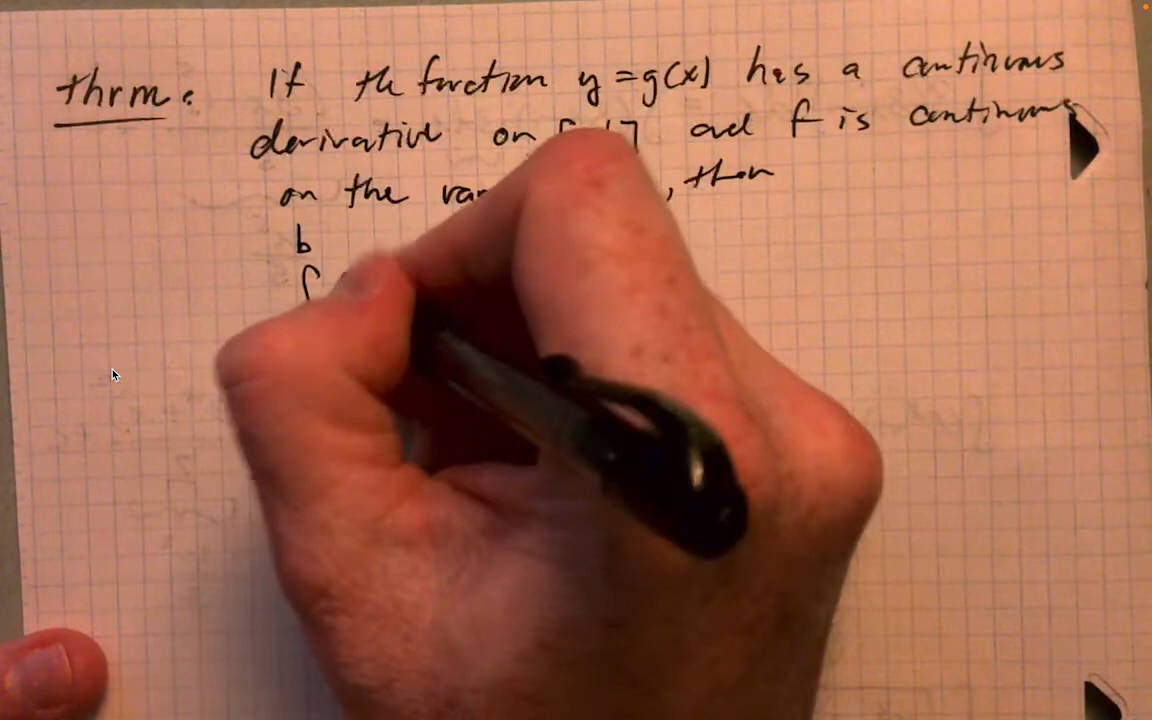 thrm: If the function y = g(x) has a continuous
derivative on and f is continuous
on the , then
b
∫